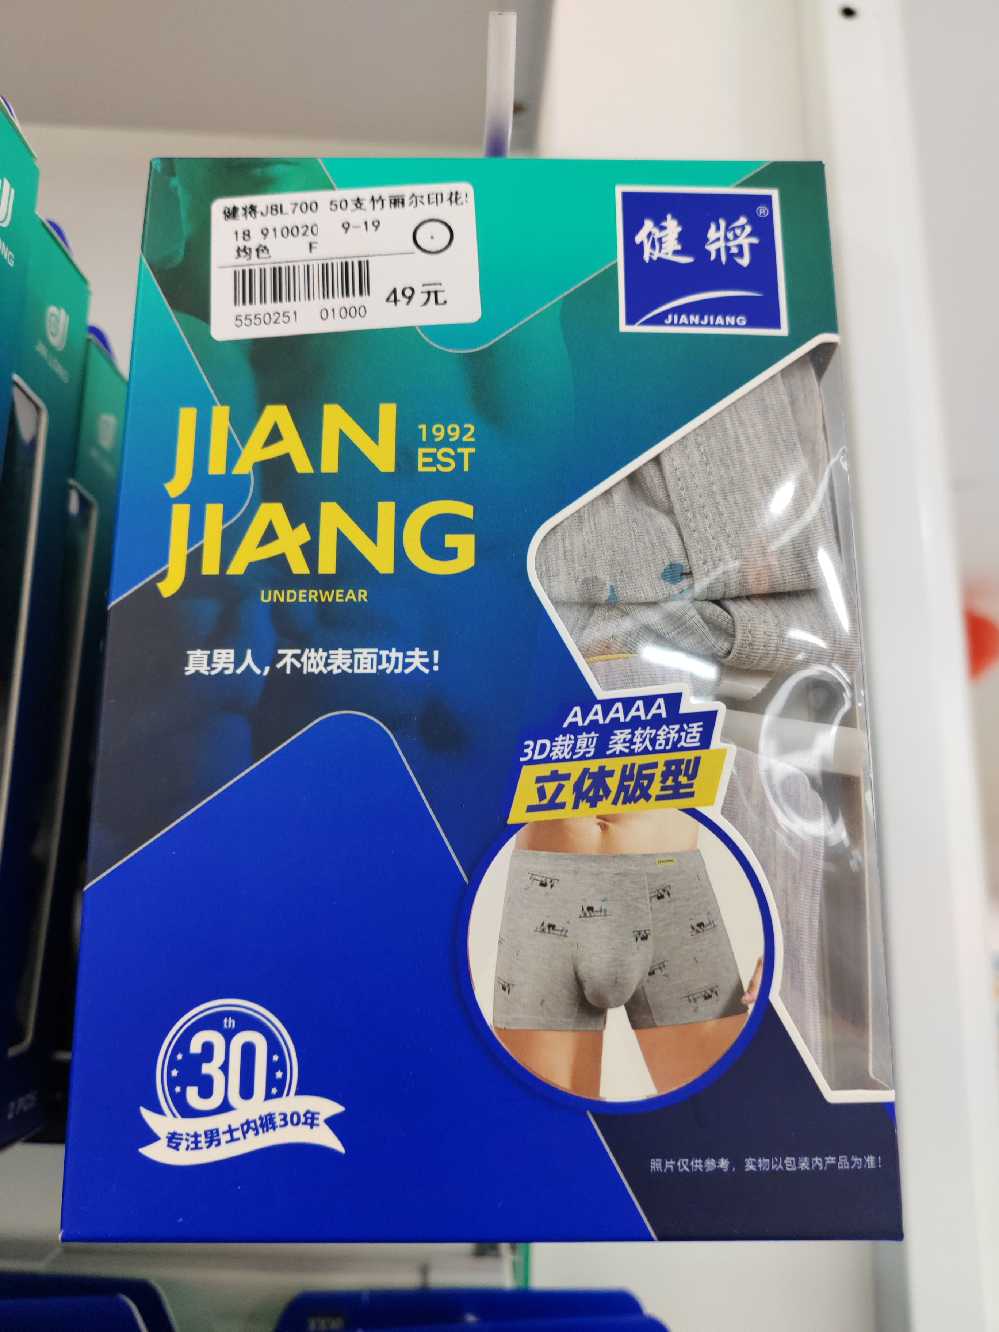 健将J8L700 50支竹丽尔印花!
18 910020 9-19
均色 F
49元
5550251 01000
健将®
JIANJIANG
JIAN
1992
EST
JIANG
UNDERWEAR
真男人,不做表面功夫!
AAAAA
3D裁剪 柔软舒适
立体版型
30th
专注男士内裤30年
照片仅供参考，实物以包装内产品为准!